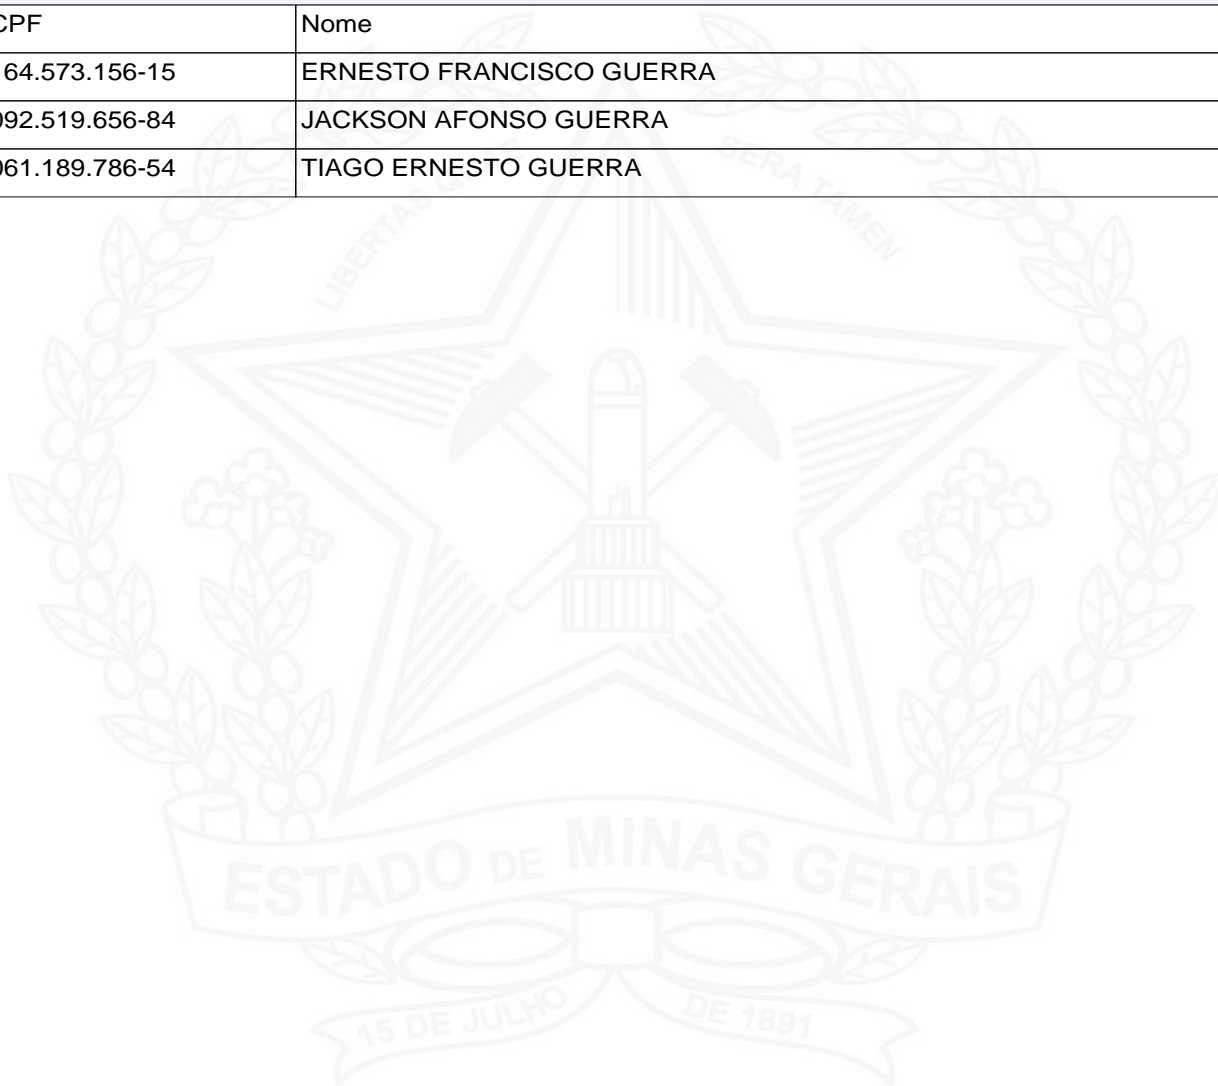 CPF Nome
64.573.156-15 ERNESTO FRANCISCO GUERRA
092.519.656-84 JACKSON AFONSO GUERRA
061.189.786-54 TIAGO ERNESTO GUERRA
LIBERTAS QUAE SERA TAMEN
ESTADO DE MINAS GERAIS
15 DE JULHO DE 1891